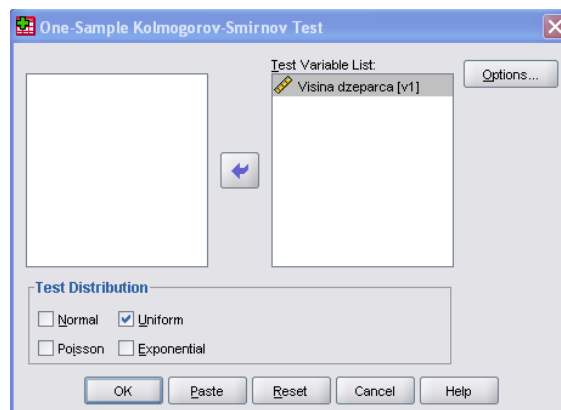 One-Sample Kolmogorov-Smirnov Test
Test Variable List:
Visina dzeparca [v1]
Options...
Test Distribution
Normal Uniform
Poisson Exponential
OK Paste Reset Cancel Help